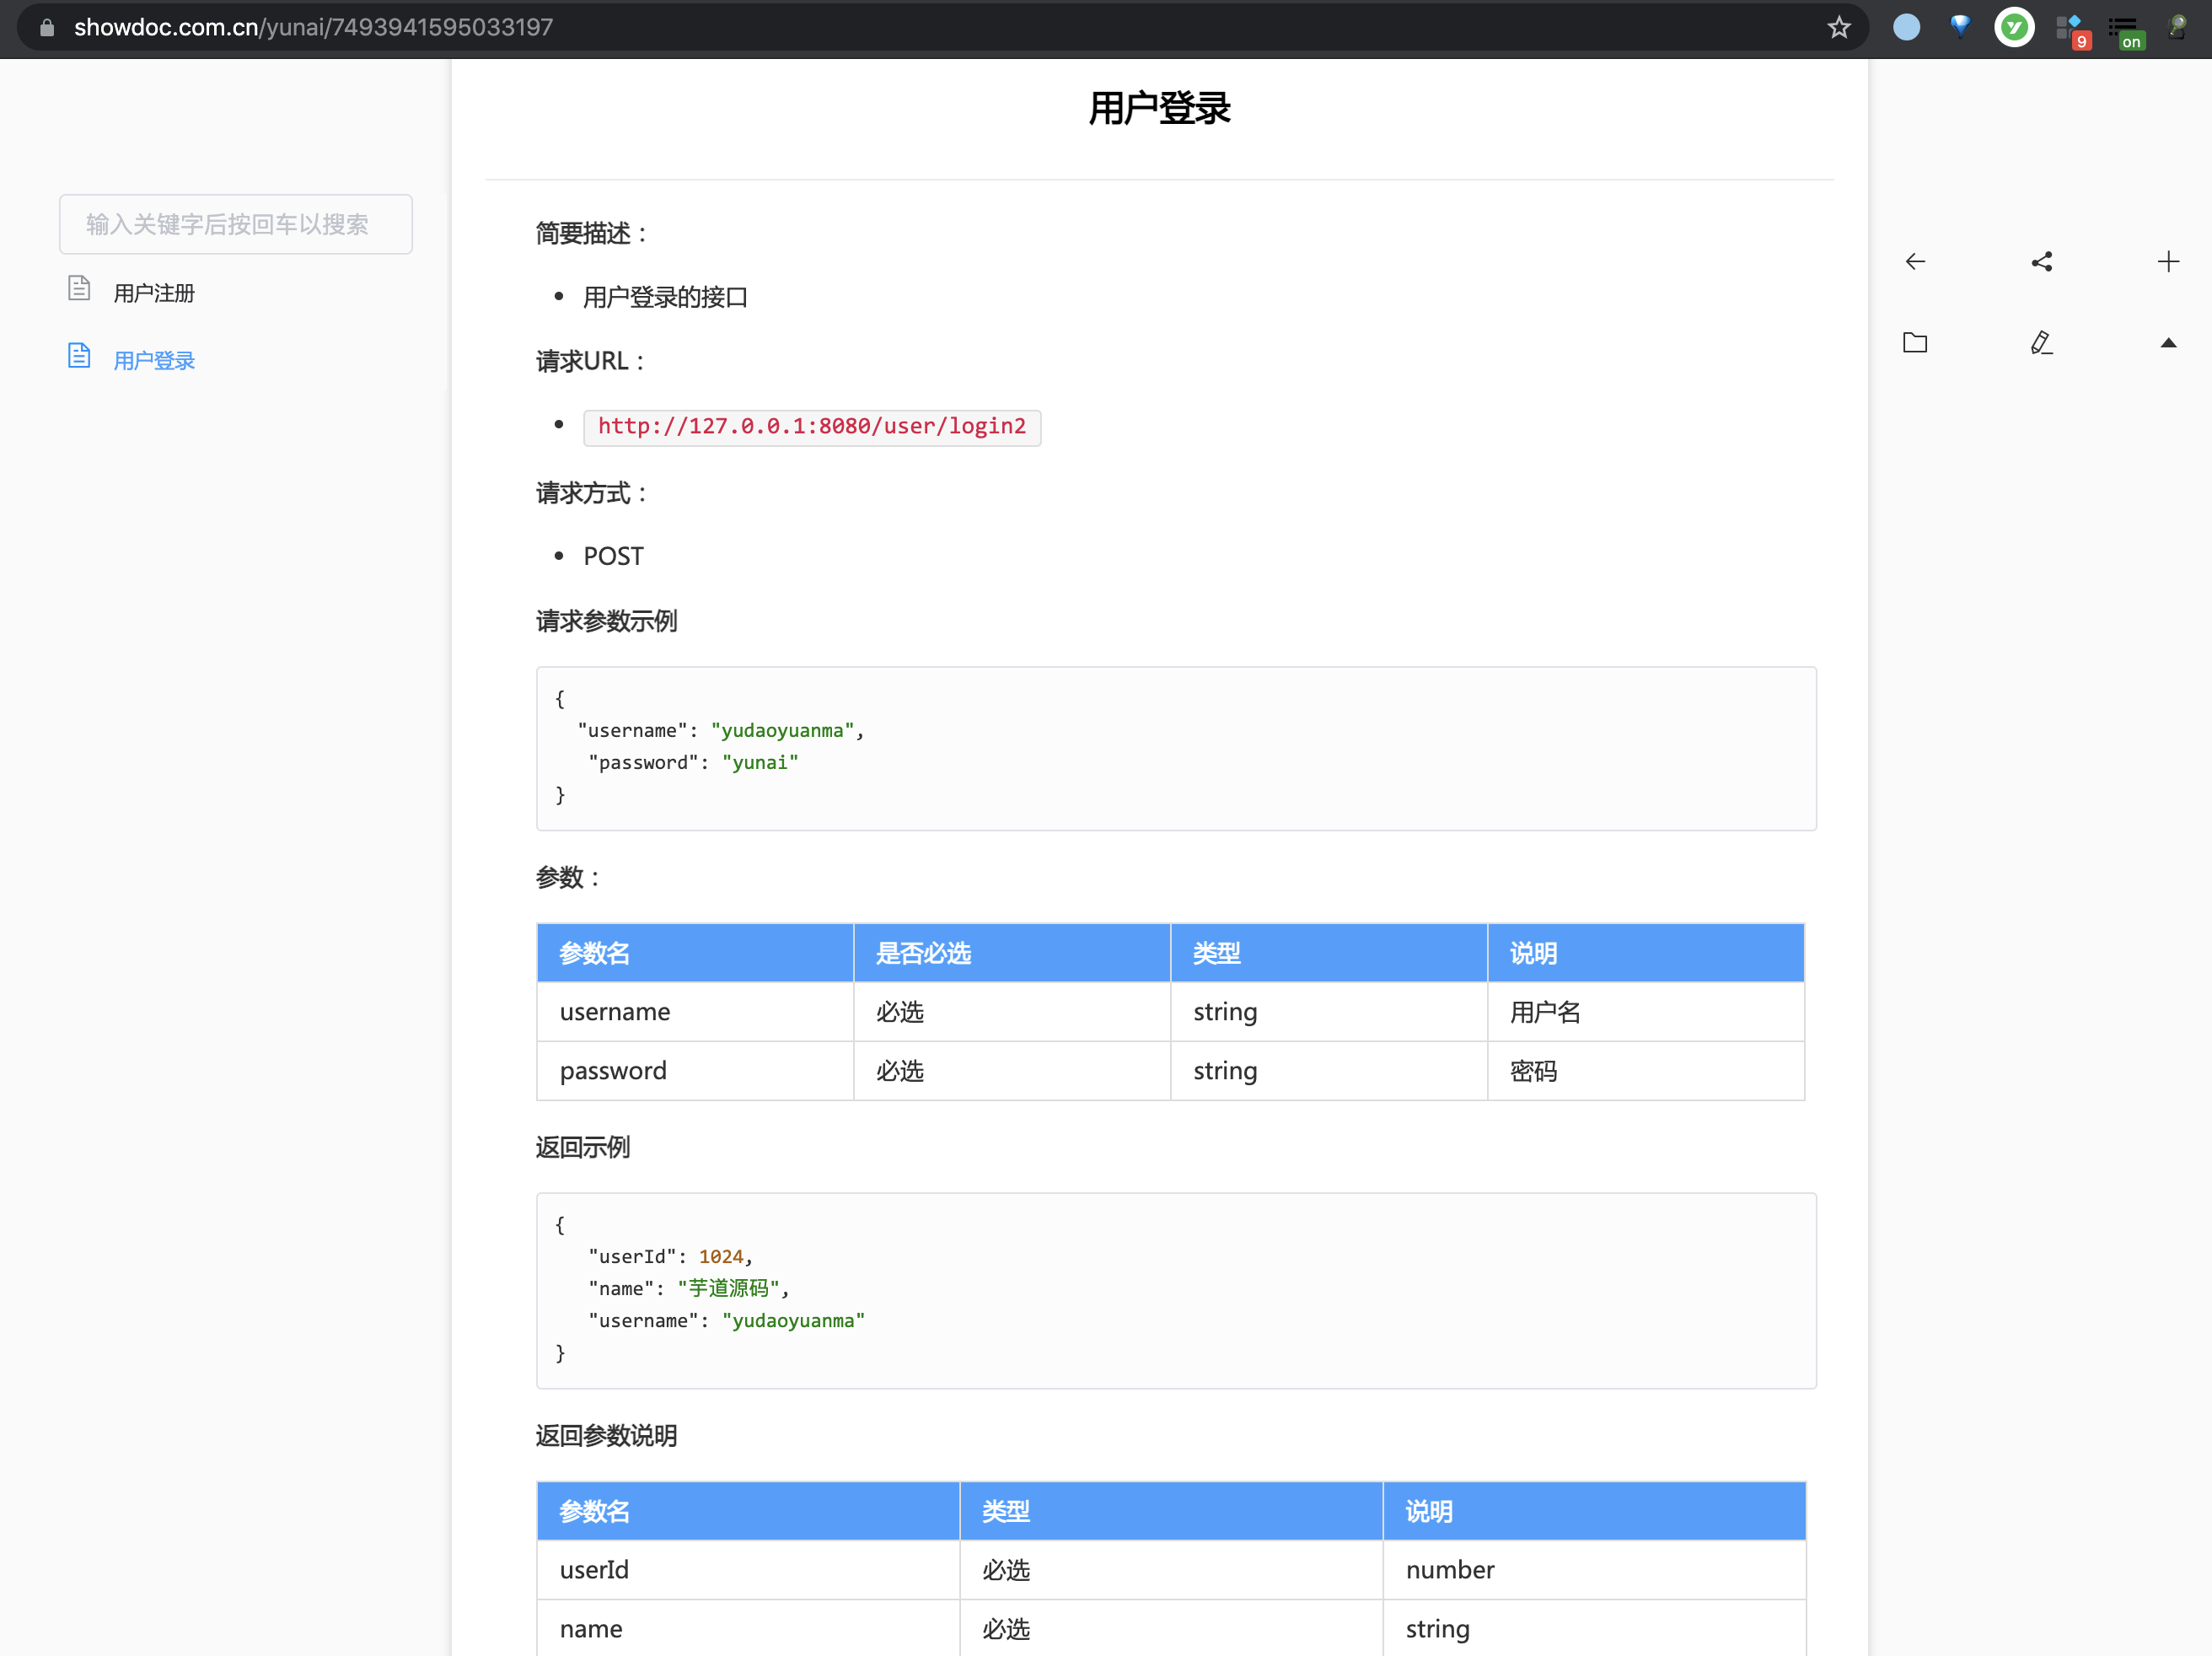 showdoc.com.cn/yunai/7493941595033197
9
on
输入关键字后按回车以搜索
用户注册
用户登录
用户登录
简要描述：
用户登录的接口
请求URL：
http://127.0.0.1:8080/user/login2
请求方式：
POST
请求参数示例
{
"username": "yudaoyuanma",
"password": "yunai"
}
参数：
参数名 是否必选 类型 说明
username 必选 string 用户名
password 必选 string 密码
返回示例
{
"userId": 1024,
"name": "芋道源码",
"username": "yudaoyuanma"
}
返回参数说明
参数名 类型 说明
userId 必选 number
name 必选 string